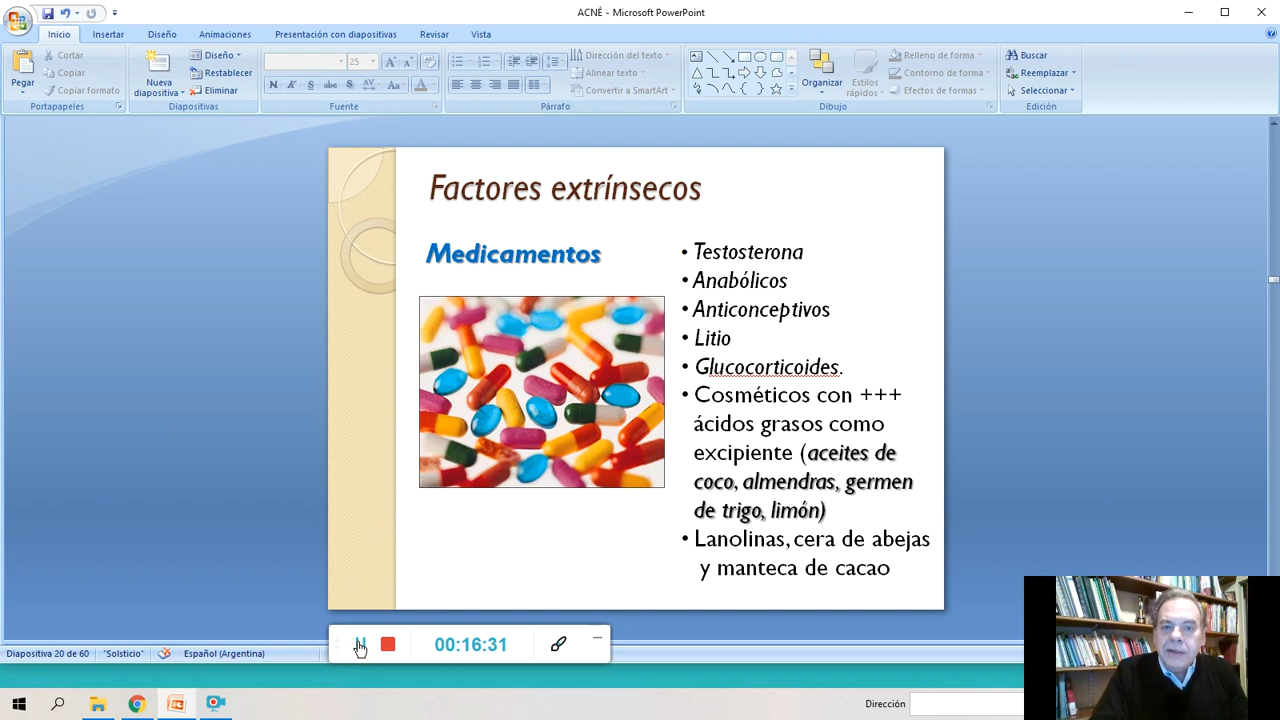 ACNÉ - Microsoft PowerPoint
Inicio Insertar Diseño Animaciones Presentación con diapositivas Revisar Vista
Pegar
Cortar
Copiar
Copiar formato
Portapapeles
Nueva
diapositiva
Diseño
Restablecer
Eliminar
Diapositivas
25
N K S abe S AV Aa A
Fuente
Dirección del texto
Alinear texto
Convertir a SmartArt
Párrafo
Organizar
Estilos
rápidos
Relleno de forma
Contorno de forma
Efectos de formas
Dibujo
Buscar
Reemplazar
Seleccionar
Edición
Factores extrínsecos
Medicamentos
• Testosterona
• Anabólicos
• Anticonceptivos
• Litio
• Glucocorticoides.
• Cosméticos con +++
ácidos grasos como
excipiente (aceites de
coco, almendras, germen
de trigo, limón)
• Lanolinas, cera de abejas
y manteca de cacao
00:16:31
Diapositiva 20 de 60 "Solsticio" Español (Argentina)
Dirección